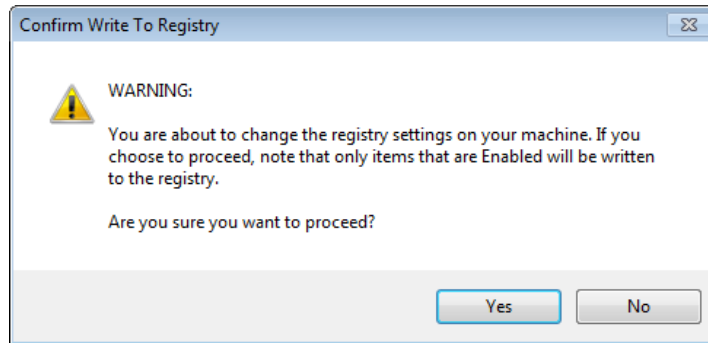 Confirm Write To Registry
WARNING:
You are about to change the registry settings on your machine. If you
choose to proceed, note that only items that are Enabled will be written
to the registry.
Are you sure you want to proceed?
Yes
No